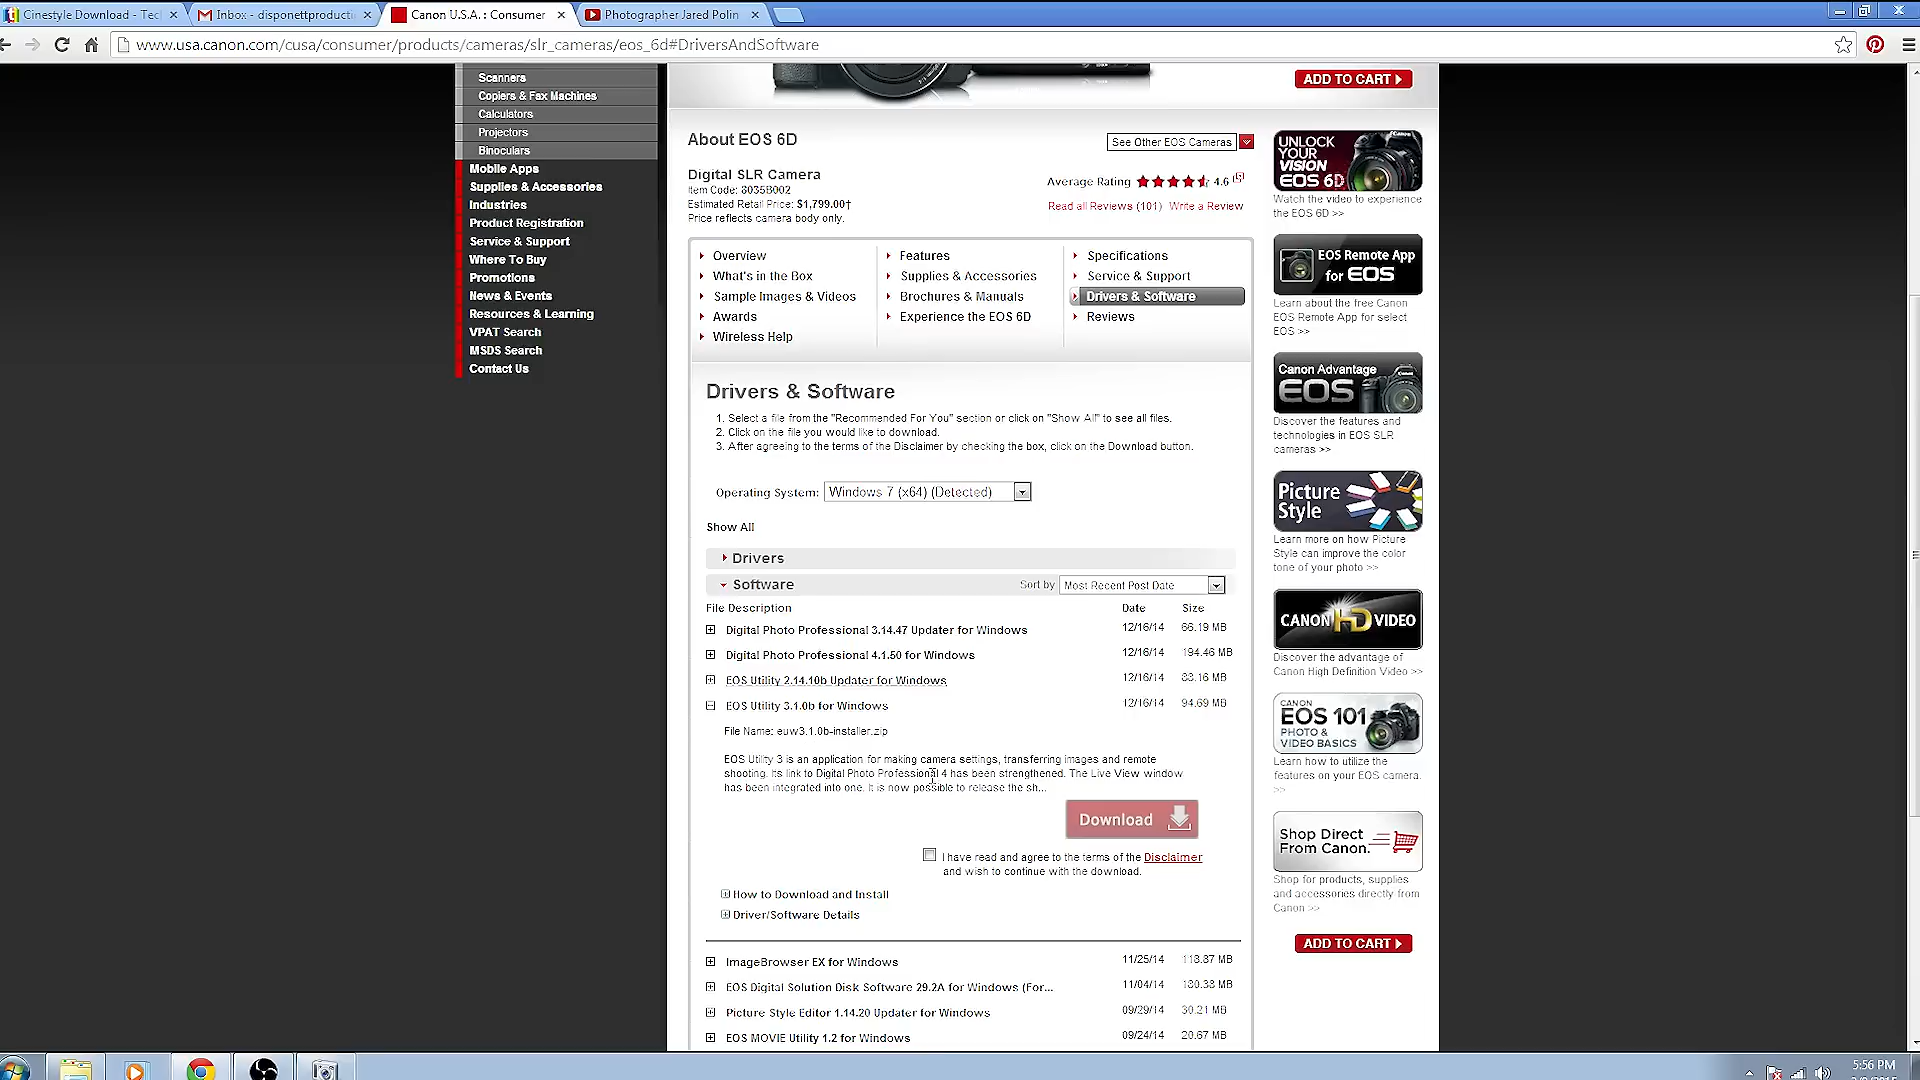 Cinestyle Download - Tec
Inbox - disponettproducti
Canon U.S.A. : Consumer
Photographer Jared Polin
www.usa.canon.com/cusa/consumer/products/cameras/slr_cameras/eos_6d#DriversAndSoftware
Scanners
Copiers & Fax Machines
Calculators
Projectors
Binoculars
Mobile Apps
Supplies & Accessories
Industries
Product Registration
Service & Support
Where To Buy
Promotions
News & Events
Resources & Learning
VPAT Search
MSDS Search
Contact Us
ADD TO CART
About EOS 6D
See Other EOS Cameras
Digital SLR Camera
Item Code: 8035B002
Estimated Retail Price: $1,799.00†
Price reflects camera body only.
Average Rating 4.6
Read all Reviews (101) Write a Review
Overview
What's in the Box
Sample Images & Videos
Awards
Wireless Help
Features
Supplies & Accessories
Brochures & Manuals
Experience the EOS 6D
Specifications
Service & Support
Drivers & Software
Reviews
Drivers & Software
1. Select a file from the "Recommended For You" section or click on "Show All" to see all files.
2. Click on the file you would like to download.
3. After agreeing to the terms of the Disclaimer by checking the box, click on the Download button.
Operating System: Windows 7 (x64) (Detected)
Show All
Drivers
Software
Sort by Most Recent Post Date
File Description Date Size
Digital Photo Professional 3.14.47 Updater for Windows 12/16/14 66.19 MB
Digital Photo Professional 4.1.50 for Windows 12/16/14 194.46 MB
EOS Utility 2.14.10b Updater for Windows 12/16/14 83.16 MB
EOS Utility 3.1.0b for Windows 12/16/14 94.69 MB
File Name: euw3.1.0b-installer.zip
EOS Utility 3 is an application for making camera settings, transferring images and remote
shooting. Its link to Digital Photo Professional 4 has been strengthened. The Live View window
has been integrated into one. It is now possible to release the sh...
Download
I have read and agree to the terms of the Disclaimer
and wish to continue with the download.
How to Download and Install
Driver/Software Details
ImageBrowser EX for Windows 11/25/14 118.87 MB
EOS Digital Solution Disk Software 29.2A for Windows (For... 11/04/14 180.38 MB
Picture Style Editor 1.14.20 Updater for Windows 09/29/14 30.21 MB
EOS MOVIE Utility 1.2 for Windows 09/24/14 20.67 MB
UNLOCK
YOUR
VISION
EOS 6D
Watch the video to experience
the EOS 6D >>
EOS Remote App
for EOS
Learn about the free Canon
EOS Remote App for select
EOS >>
Canon Advantage
EOS
Discover the features and
technologies in EOS SLR
cameras >>
Picture
Style
Learn more on how Picture
Style can improve the color
tone of your photo >>
CANON HD VIDEO
Discover the advantage of
Canon High Definition Video >>
CANON
EOS 101
PHOTO &
VIDEO BASICS
Learn how to utilize the
features on your EOS camera.
>>
Shop Direct
From Canon.
Shop for products, supplies
and accessories directly from
Canon >>
ADD TO CART
5:56 PM